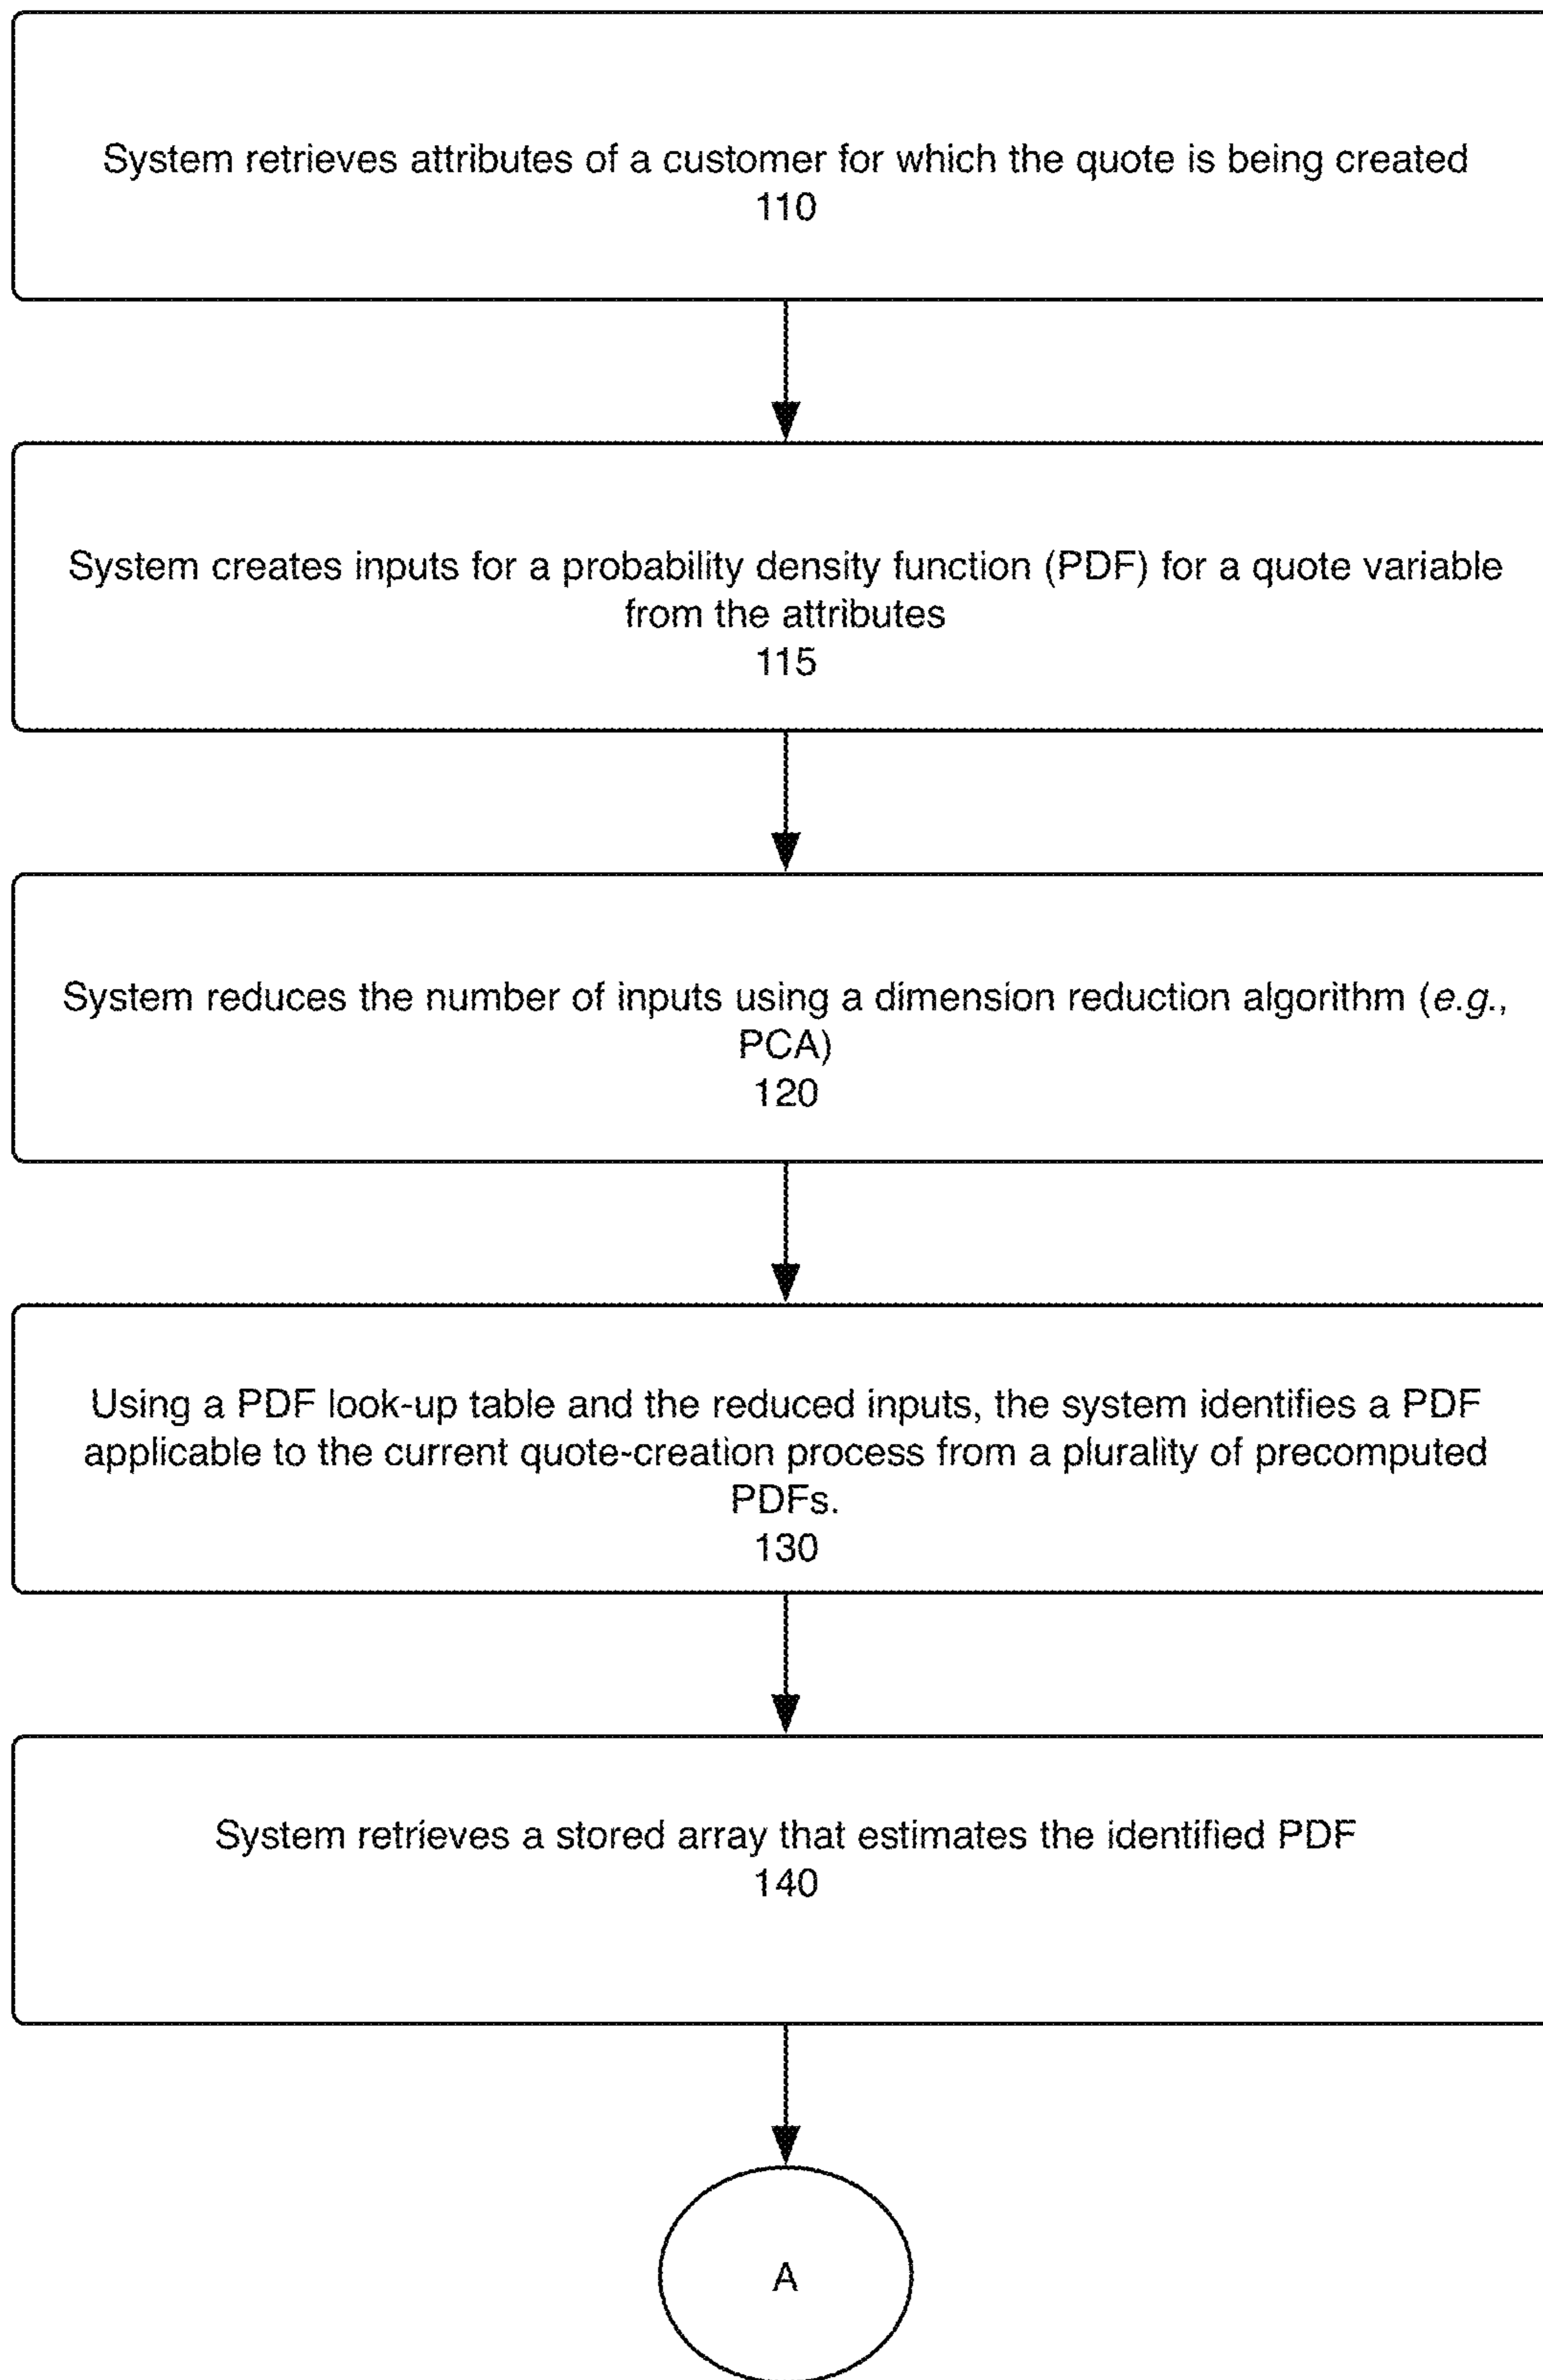 System retrieves attributes of a customer for which the quote is being created
110
System creates inputs for a probability density function (PDF) for a quote variable
from the attributes
115
System reduces the number of inputs using a dimension reduction algorithm (e.g.,
PCA)
120
Using a PDF look-up table and the reduced inputs, the system identifies a PDF
applicable to the current quote-creation process from a plurality of precomputed
PDFs.
130
System retrieves a stored array that estimates the identified PDF
140
A